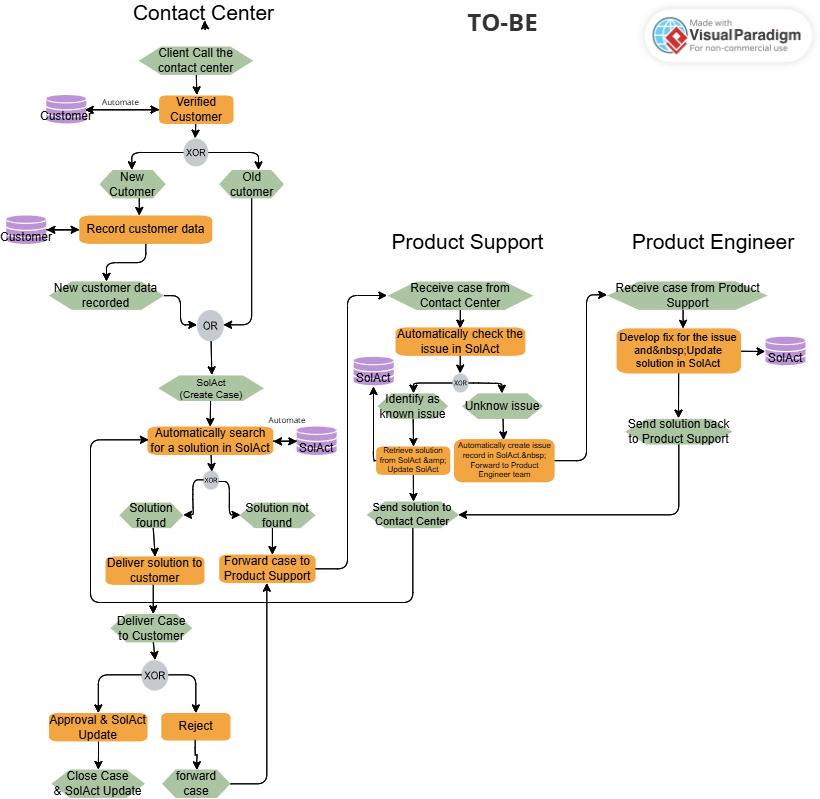 Contact Center
TO-BE
Made with
VisualParadigm
For non-commercial use
Client Call the
contact center
Automate
Customer
Verified
Customer
XOR
New
Cutomer
Old
cutomer
Customer
Record customer data
Product Support
Product Engineer
New customer data
recorded
Receive case from
Contact Center
Receive case from Product
Support
OR
Automatically check the
issue in SolAct
Develop fix for the issue
and&nbsp;Update
solution in SolAct
SolAct
SolAct
(Create Case)
SolAct
XOR
Identify as
known issue
Unknow issue
Automate
Automatically search
for a solution in SolAct
SolAct
Send solution back
to Product Support
Retrieve solution
from SolAct &amp;
Update SolAct
Automatically create issue
record in SolAct.&nbsp;
Forward to Product
Engineer team
XOR
Solution
found
Solution not
found
Send solution to
Contact Center
Deliver solution to
customer
Forward case to
Product Support
Deliver Case
to Customer
XOR
Approval & SolAct
Update
Reject
Close Case
& SolAct Update
forward
case